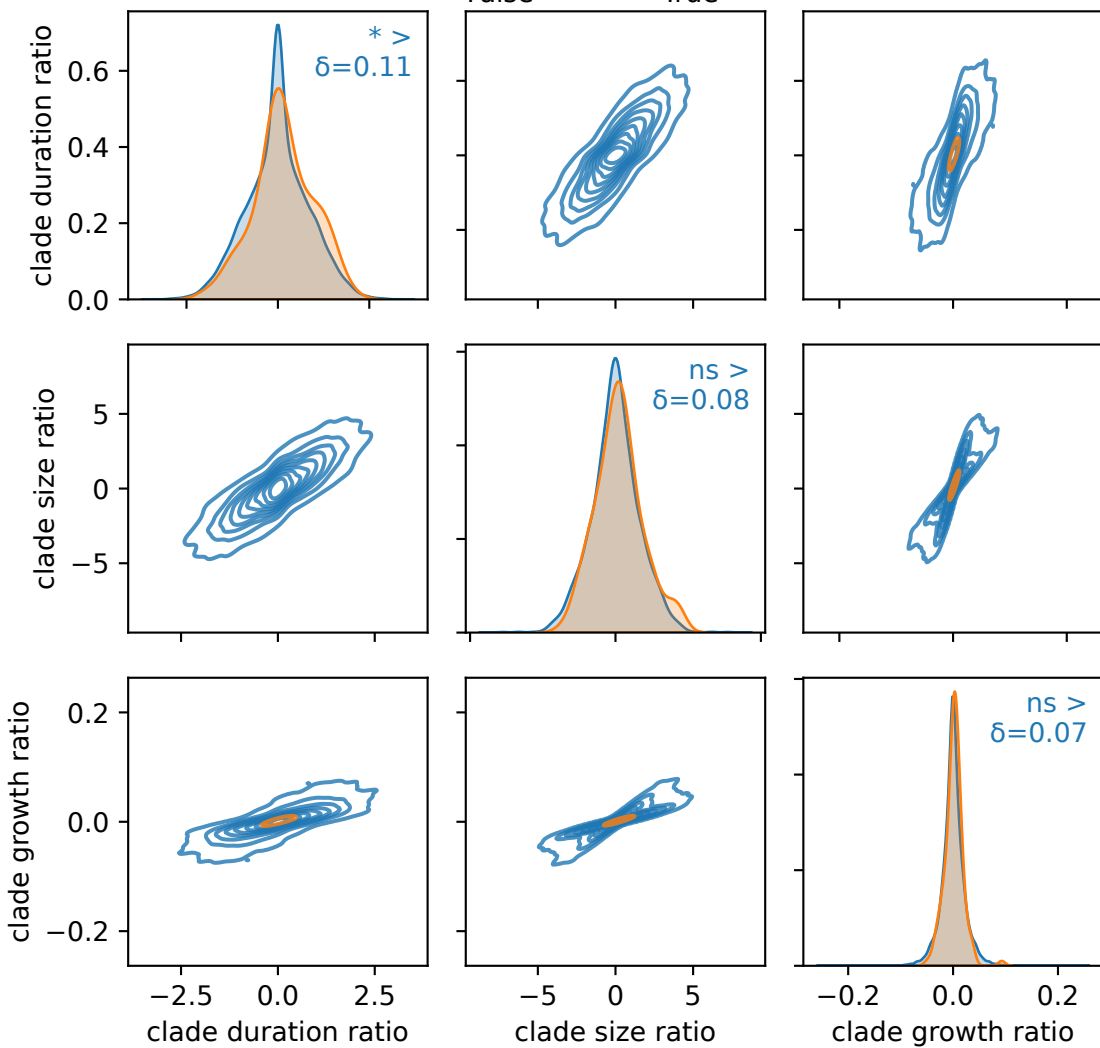 * >
δ=0.11
clade duration ratio
0.6
0.4
0.2
0.0
ns >
δ=0.08
clade size ratio
5
0
−5
ns >
δ=0.07
clade growth ratio
0.2
0.0
−0.2
−2.5 0.0 2.5
−5 0 5
−0.2 0.0 0.2
clade duration ratio
clade size ratio
clade growth ratio